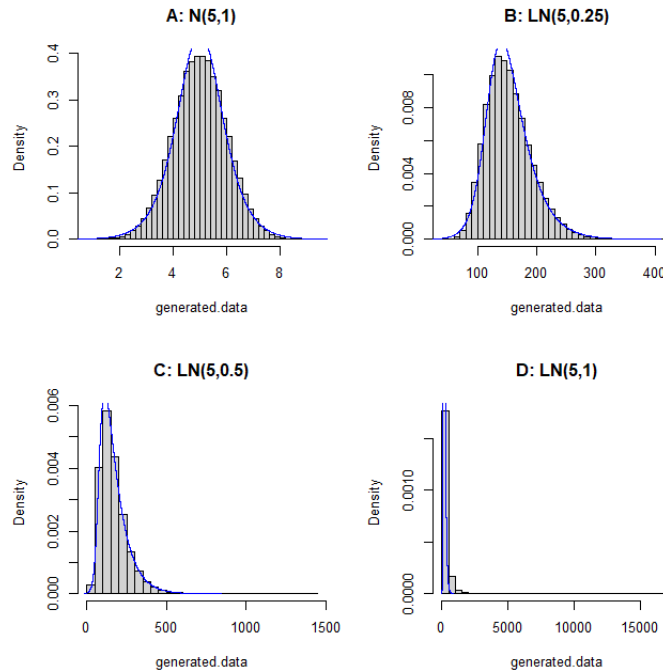 A: N(5,1)
Density
0.0 0.1 0.2 0.3 0.4
2 4 6 8
generated.data
B: LN(5,0.25)
Density
0.000 0.004 0.008
100 200 300 400
generated.data
C: LN(5,0.5)
Density
0.000 0.002 0.004 0.006
0 500 1000 1500
generated.data
D: LN(5,1)
Density
0.0000 0.0010
0 5000 10000 15000
generated.data